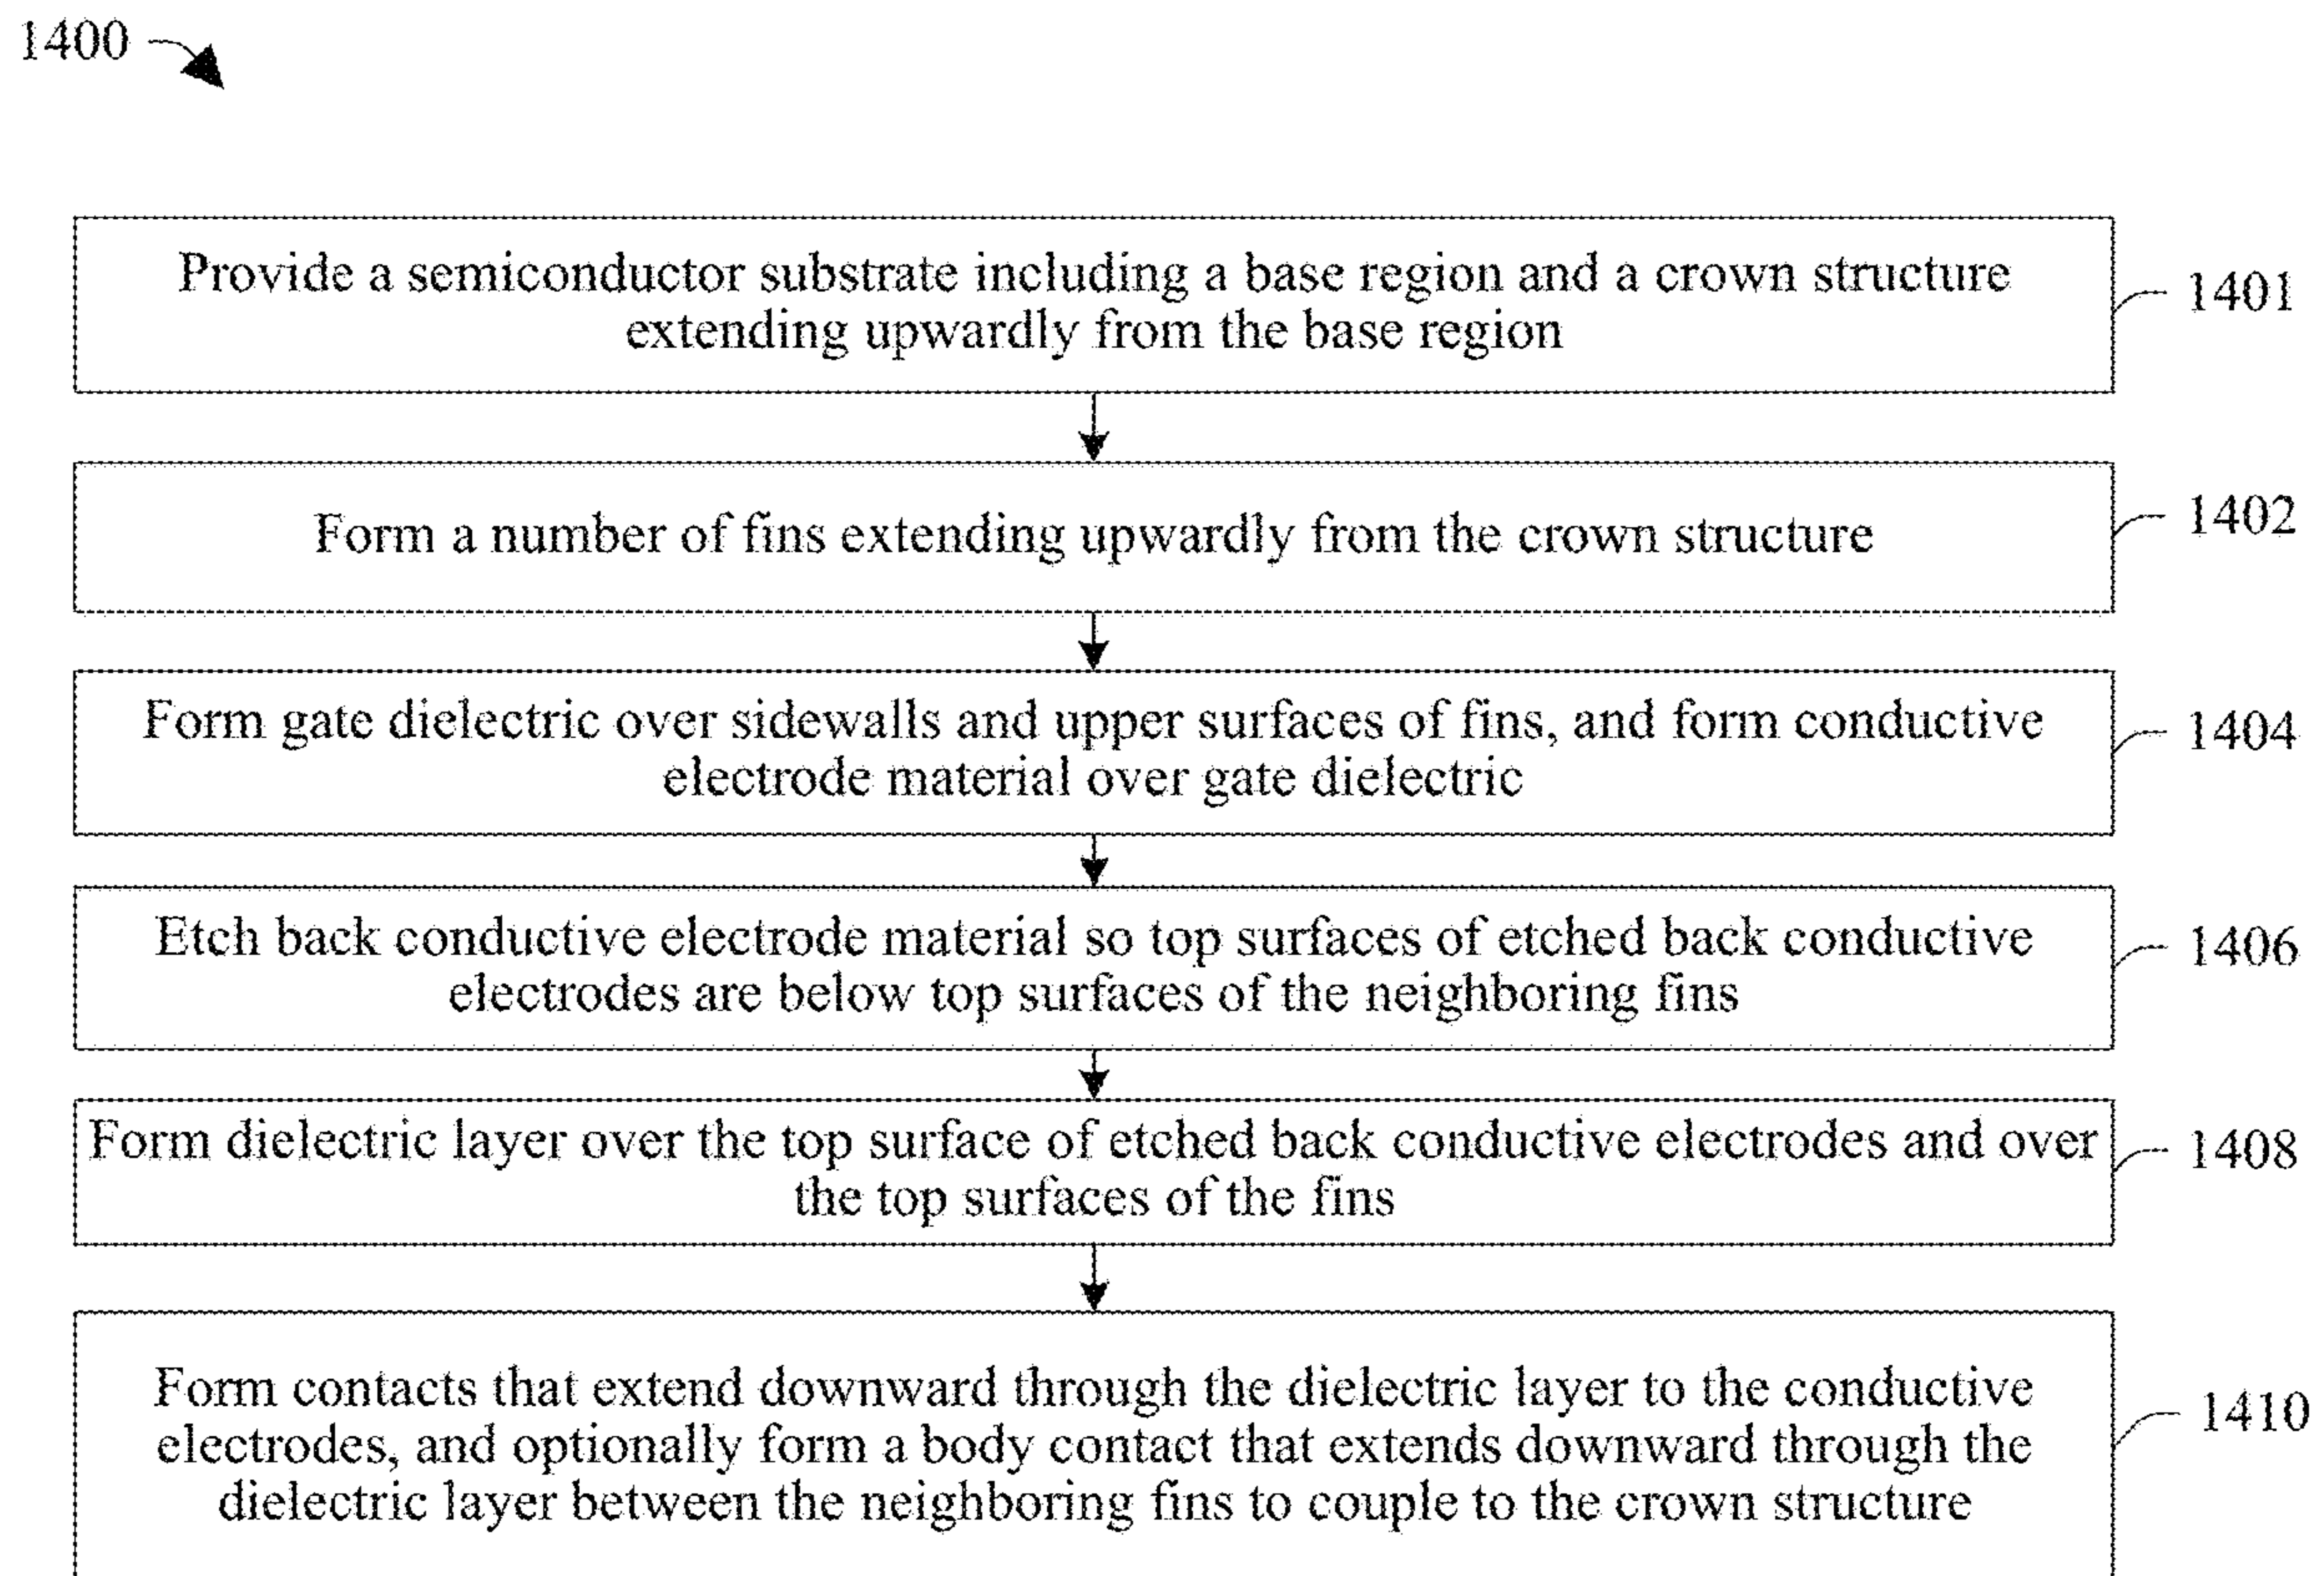 1400
Provide a semiconductor substrate including a base region and a crown structure
extending upwardly from the base region
1401
Form a number of fins extending upwardly from the crown structure
1402
Form gate dielectric over sidewalls and upper surfaces of fins, and form conductive
electrode material over gate dielectric
1404
Etch back conductive electrode material so top surfaces of etched back conductive
electrodes are below top surfaces of the neighboring fins
1406
Form dielectric layer over the top surface of etched back conductive electrodes and over
the top surfaces of the fins
1408
Form contacts that extend downward through the dielectric layer to the conductive
electrodes, and optionally form a body contact that extends downward through the
dielectric layer between the neighboring fins to couple to the crown structure
1410